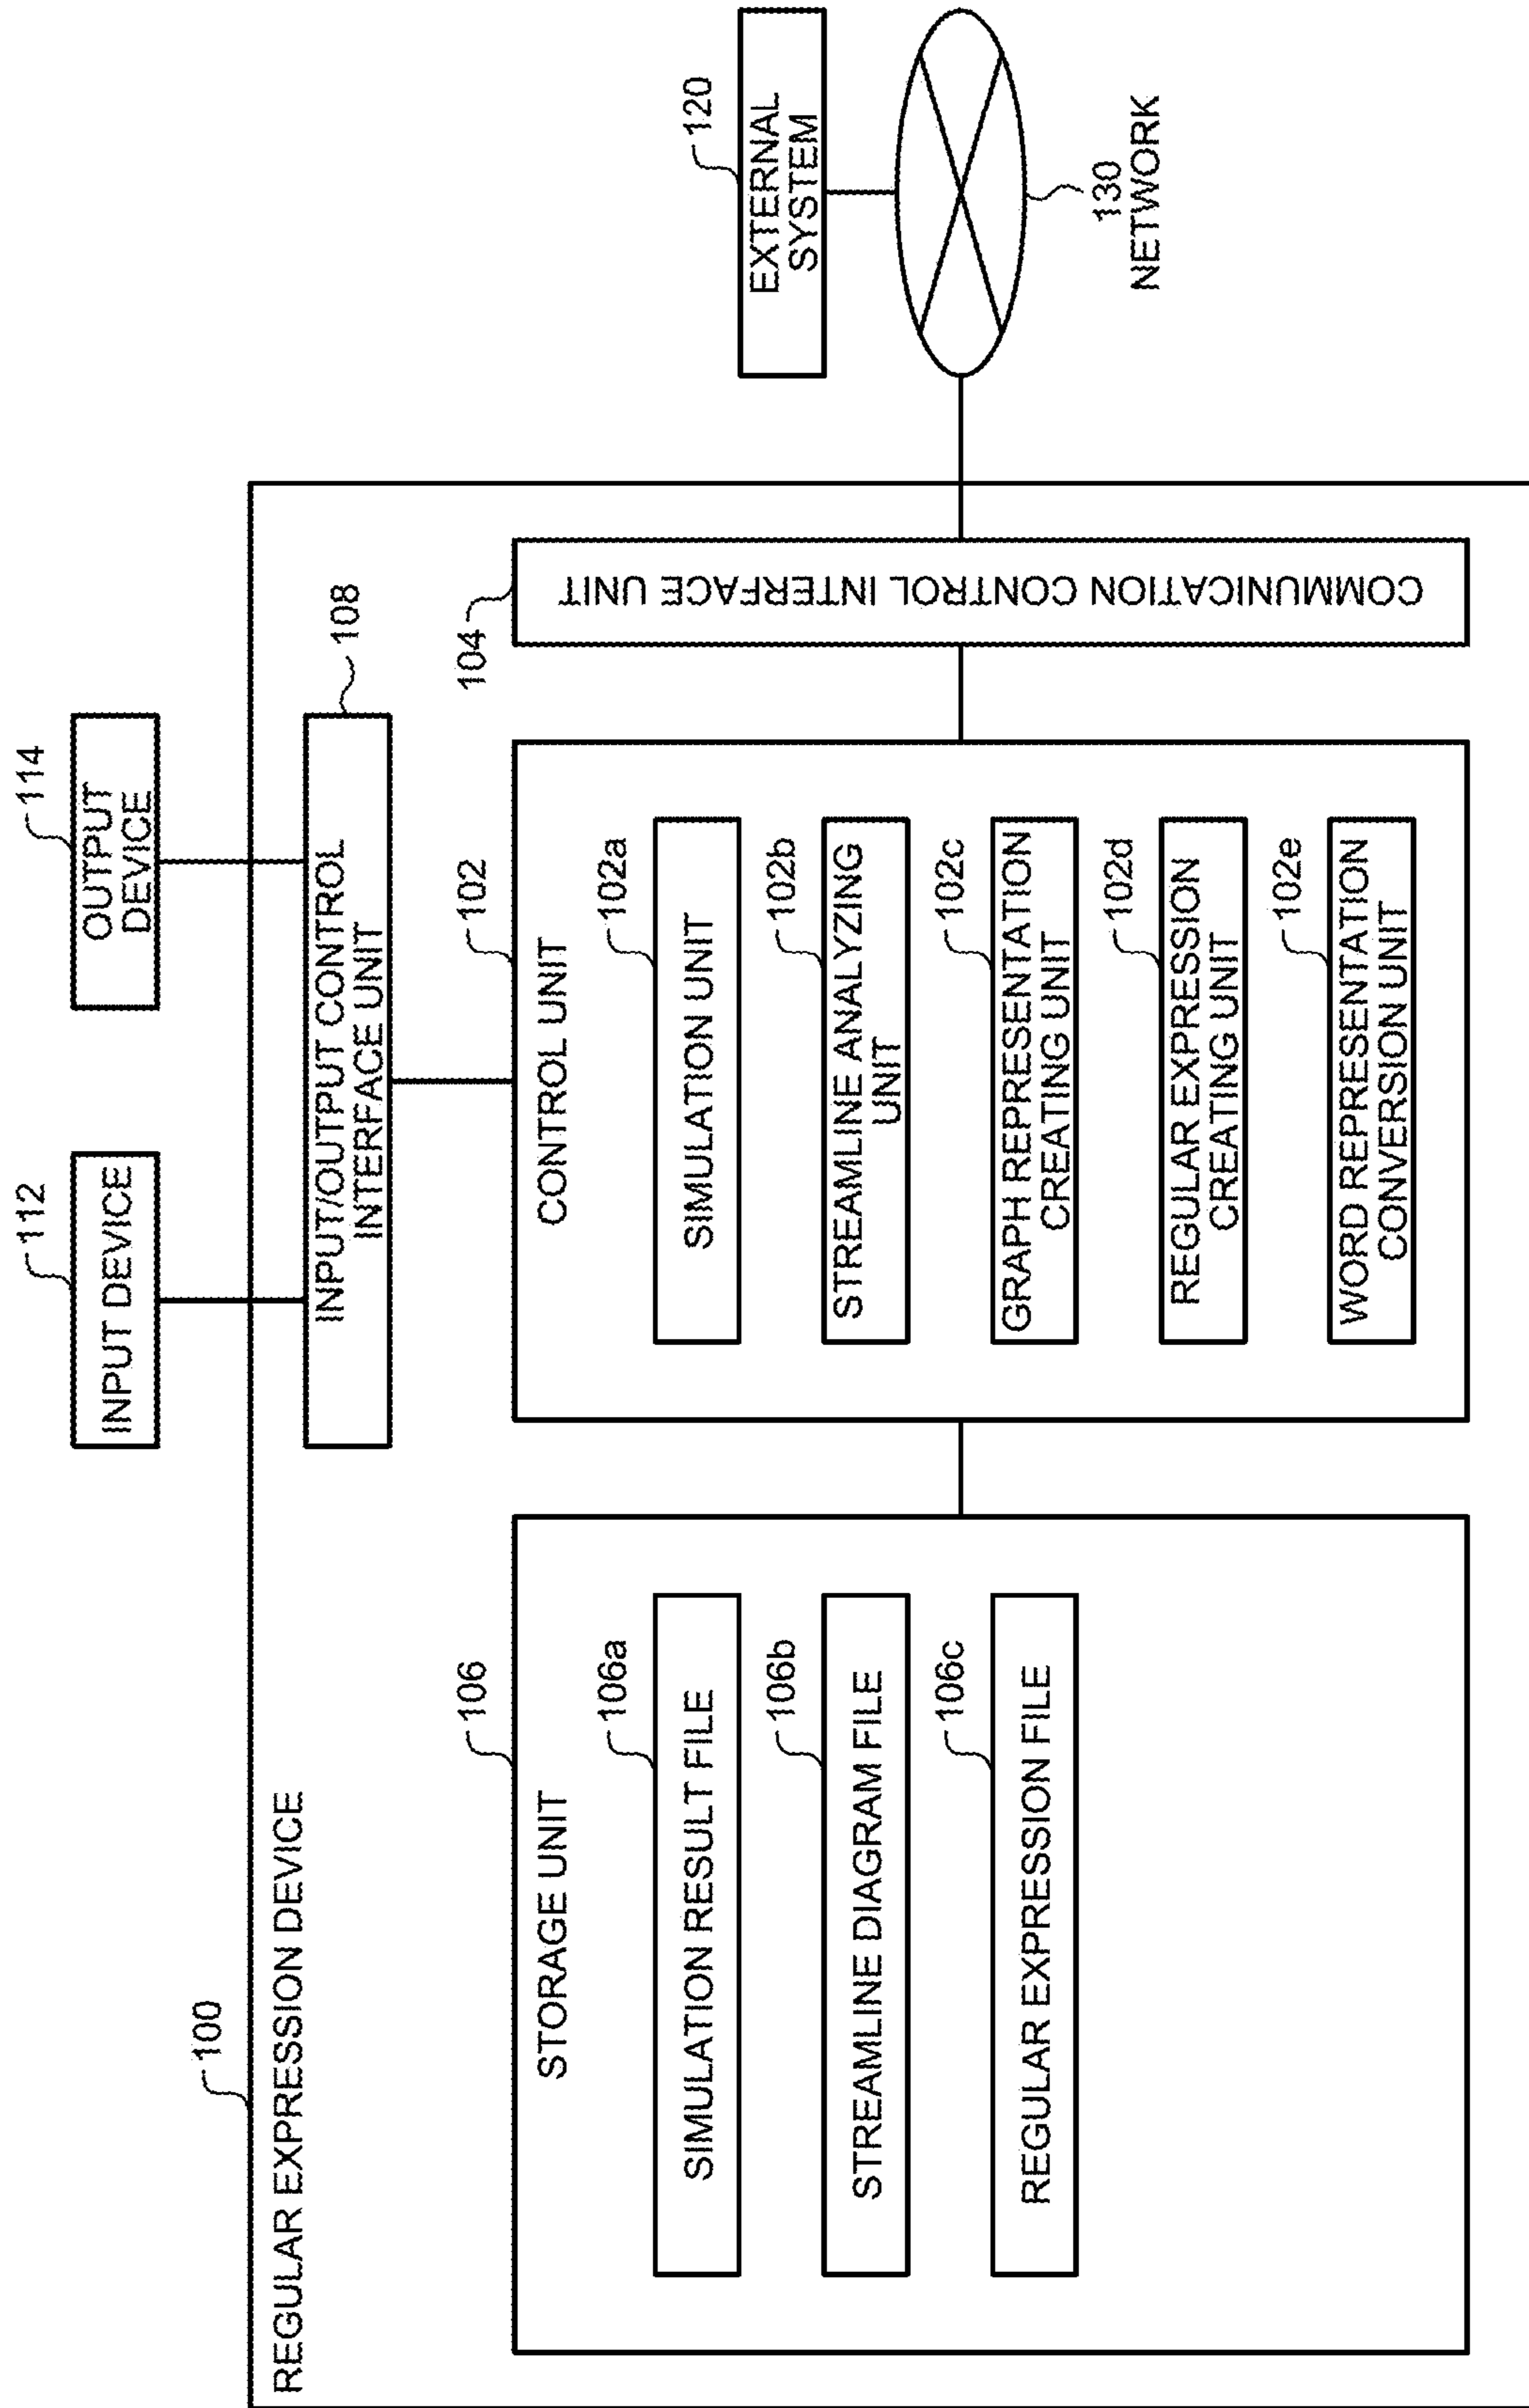 100
REGULAR EXPRESSION DEVICE
112
INPUT DEVICE
114
OUTPUT
DEVICE
108
INPUT/OUTPUT CONTROL
INTERFACE UNIT
106
STORAGE UNIT
106a
SIMULATION RESULT FILE
106b
STREAMLINE DIAGRAM FILE
106c
REGULAR EXPRESSION FILE
102
CONTROL UNIT
102a
SIMULATION UNIT
102b
STREAMLINE ANALYZING
UNIT
102c
GRAPH REPRESENTATION
CREATING UNIT
102d
REGULAR EXPRESSION
CREATING UNIT
102e
WORD REPRESENTATION
CONVERSION UNIT
104
COMMUNICATION CONTROL INTERFACE UNIT
120
EXTERNAL
SYSTEM
130
NETWORK